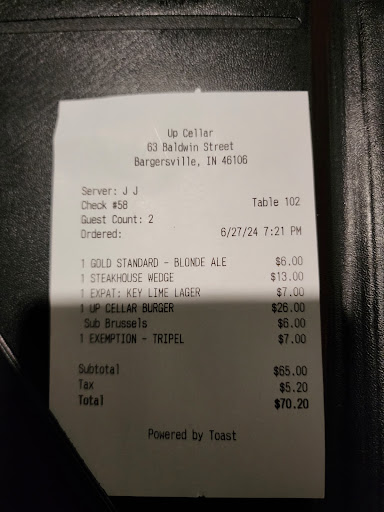 Up Cellar
63 Baldwin Street
Bargersville, IN 46106
Server: J J
Check #58 Table 102
Guest Count: 2
Ordered: 6/27/24 7:21 PM
1 GOLD STANDARD - BLONDE ALE $6.00
1 STEAKHOUSE WEDGE $13.00
1 EXPAT: KEY LIME LAGER $7.00
1 UP CELLAR BURGER $26.00
Sub Brussels $6.00
1 EXEMPTION - TRIPEL $7.00
Subtotal $65.00
Tax $5.20
Total $70.20
Powered by Toast